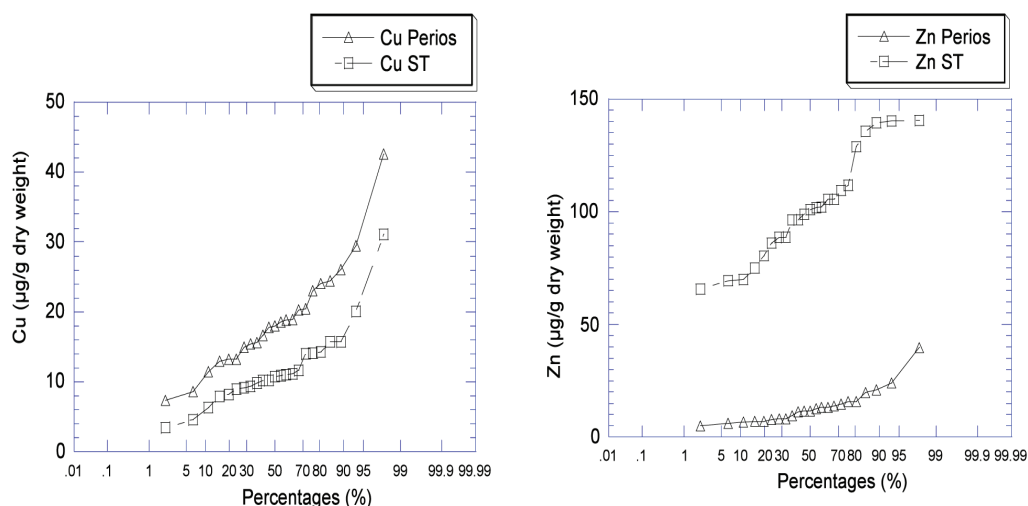 Cu Perios
Cu ST
50
40
30
20
10
0
Cu (µg/g dry weight)
.01 .1 1 5 10 20 30 50 70 80 90 95 99 99.9 99.99
Percentages (%)
Zn Perios
Zn ST
150
100
50
0
Zn (µg/g dry weight)
.01 .1 1 5 10 20 30 50 70 80 90 95 99 99.9 99.99
Percentages (%)